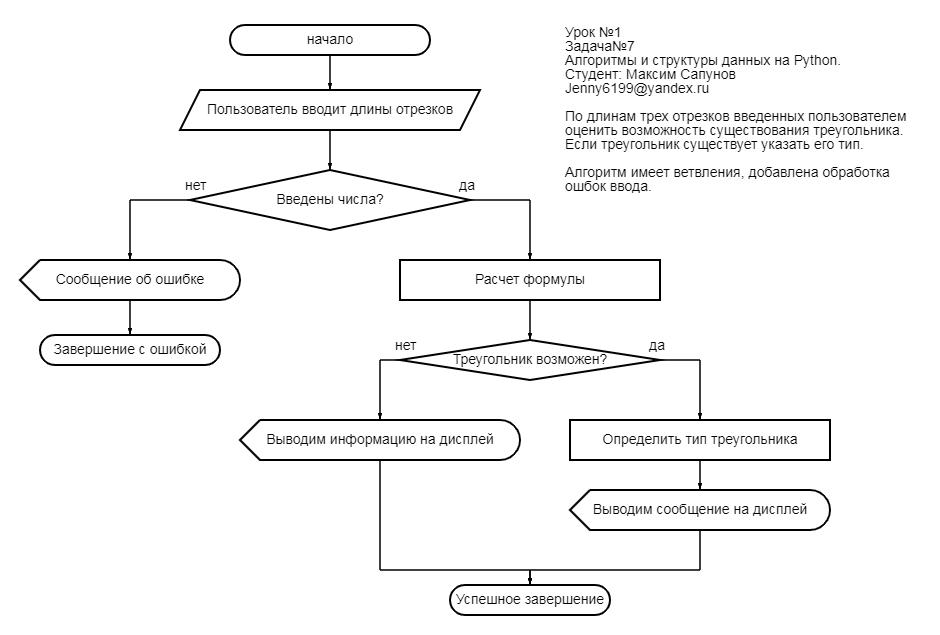 начало
Урок №1
Задача№7
Алгоритмы и структуры данных на Python.
Студент: Максим Сапунов
Jenny6199@yandex.ru
По длинам трех отрезков введенных пользователем
оценить возможность существования треугольника.
Если треугольник существует указать его тип.
Алгоритм имеет ветвления, добавлена обработка
ошбок ввода.
Пользователь вводит длины отрезков
нет
да
Введены числа?
Сообщение об ошибке
Расчет формулы
Завершение с ошибкой
нет
да
Треугольник возможен?
Выводим информацию на дисплей
Определить тип треугольника
Выводим сообщение на дисплей
Успешное завершение